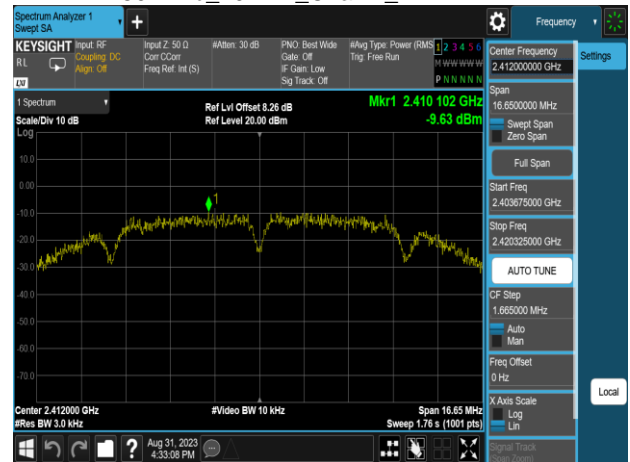 Spectrum Analyzer 1
Swept SA
+
Frequency
KEYSIGHT
RL
LXI
Input: RF
Coupling: DC
Align: Off
Input Z: 50 Ω
Corr CCorr
Freq Ref: Int (S)
#Atten: 30 dB
PNO: Best Wide
Gate: Off
IF Gain: Low
Sig Track: Off
#Avg Type: Power (RMS
Trig: Free Run
1 2 3 4 5 6
M W W W W W
P N N N N N
1 Spectrum
Scale/Div 10 dB
Log
Ref Lvl Offset 8.26 dB
Ref Level 20.00 dBm
Mkr1 2.410 102 GHz
-9.63 dBm
10.0
0.00
-10.0
-20.0
-30.0
-40.0
-50.0
-60.0
-70.0
1
Center 2.412000 GHz
#Res BW 3.0 kHz
#Video BW 10 kHz
Span 16.65 MHz
Sweep 1.76 s (1001 pts)
Center Frequency
2.412000000 GHz
Settings
Span
16.6500000 MHz
Swept Span
Zero Span
Full Span
Start Freq
2.403675000 GHz
Stop Freq
2.420325000 GHz
AUTO TUNE
CF Step
1.665000 MHz
Auto
Man
Freq Offset
0 Hz
X Axis Scale
Log
Lin
Local
Signal Track
(Span Zoom)
?
Aug 31, 2023
4:33:08 PM